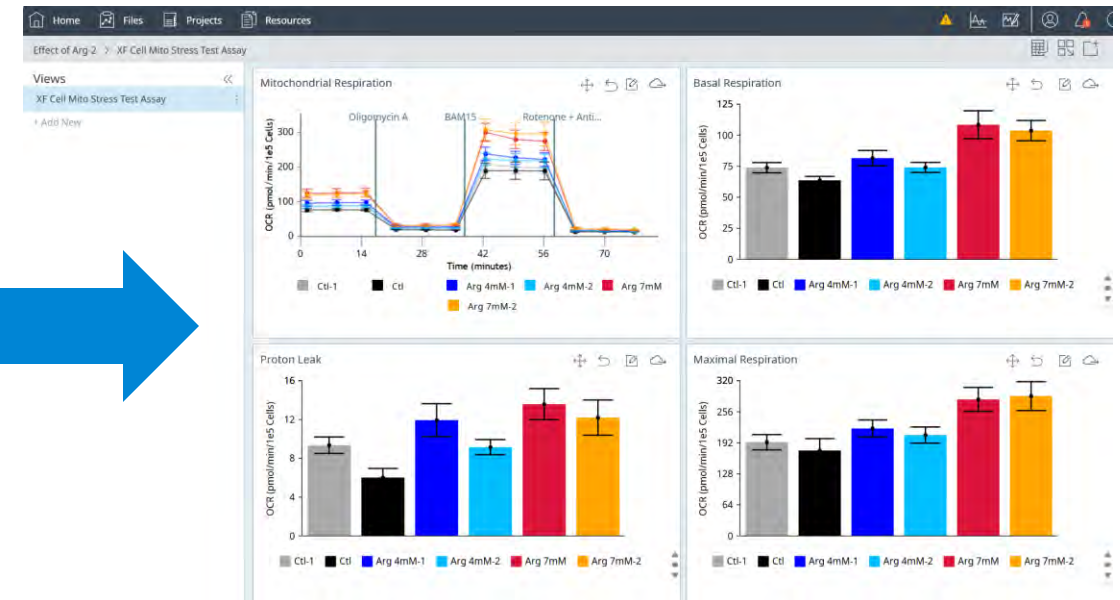 Home Files Projects Resources
Effect of Arg-2 > XF Cell Mito Stress Test Assay
Views
XF Cell Mito Stress Test Assay
+ Add New
Mitochondrial Respiration
OCR (pmol/min/1e5 Cells)
300
200
100
0
Oligomycin A BAM15 Rotenone + Anti...
0 14 28 42 56 70
Time (minutes)
Ctl-1 Ctl Arg 4mM-1 Arg 4mM-2 Arg 7mM
Arg 7mM-2
Basal Respiration
OCR (pmol/min/1e5 Cells)
125
100
75
50
25
0
Ctl-1 Ctl Arg 4mM-1 Arg 4mM-2 Arg 7mM Arg 7mM-2
Proton Leak
OCR (pmol/min/1e5 Cells)
16
12
8
4
0
Ctl-1 Ctl Arg 4mM-1 Arg 4mM-2 Arg 7mM Arg 7mM-2
Maximal Respiration
OCR (pmol/min/1e5 Cells)
320
256
192
128
64
0
Ctl-1 Ctl Arg 4mM-1 Arg 4mM-2 Arg 7mM Arg 7mM-2